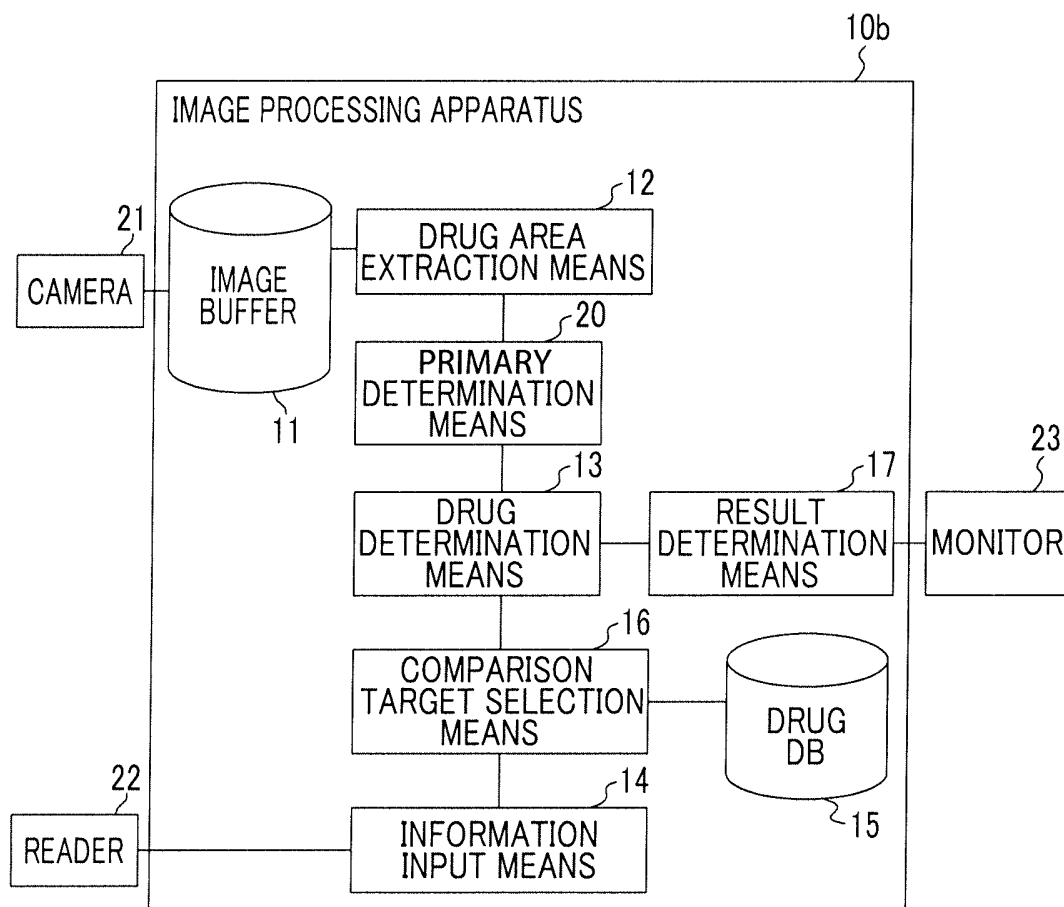 10b
IMAGE PROCESSING APPARATUS
12
21
DRUG AREA
EXTRACTION MEANS
CAMERA
IMAGE
BUFFER
20
PRIMARY
DETERMINATION
MEANS
11
13
17
23
DRUG
DETERMINATION
MEANS
RESULT
DETERMINATION
MEANS
MONITOR
16
COMPARISON
TARGET SELECTION
MEANS
DRUG
DB
22
14
15
READER
INFORMATION
INPUT MEANS